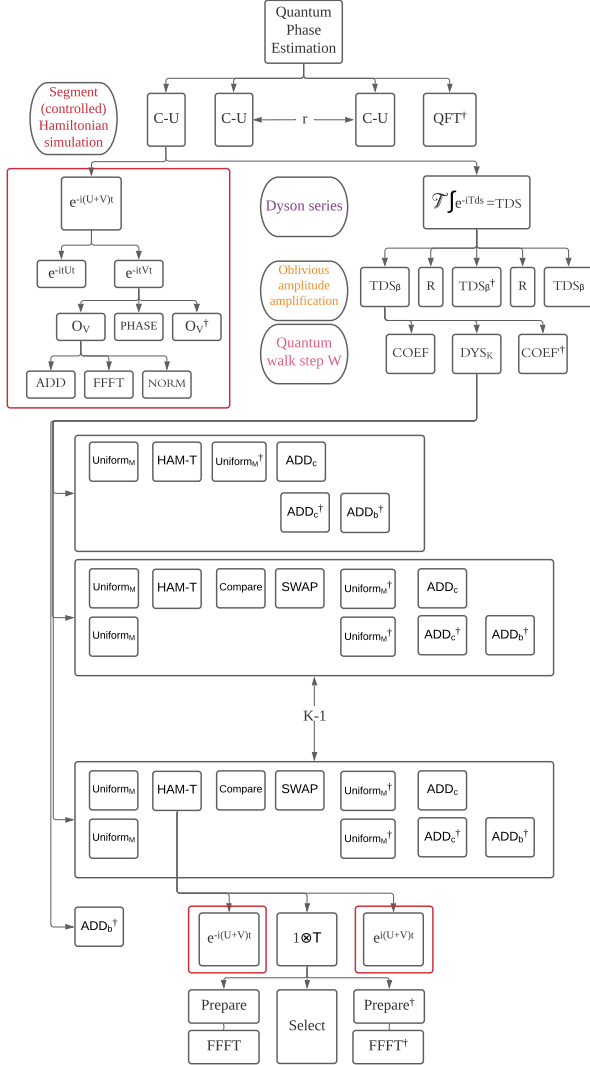 Quantum
Phase
Estimation
Segment
(controlled)
Hamiltonian
simulation
C-U
C-U
r
C-U
QFT†
e-i(U+V)t
Dyson series
𝒯∫e-iTds =TDS
e-itUt
e-itVt
Oblivious
amplitude
amplification
TDSβ
R
TDSβ†
R
TDSβ
OV
PHASE
OV†
Quantum
walk step W
COEF
DYSK
COEF†
ADD
FFFT
NORM
UniformM
HAM-T
UniformM†
ADDc
ADDc†
ADDb†
UniformM
HAM-T
Compare
SWAP
UniformM†
ADDc
UniformM
UniformM†
ADDc†
ADDb†
K-1
UniformM
HAM-T
Compare
SWAP
UniformM†
ADDc
UniformM
UniformM†
ADDc†
ADDb†
ADDb†
e-i(U+V)t
1⊗T
ei(U+V)t
Prepare
Select
Prepare†
FFFT
FFFT†